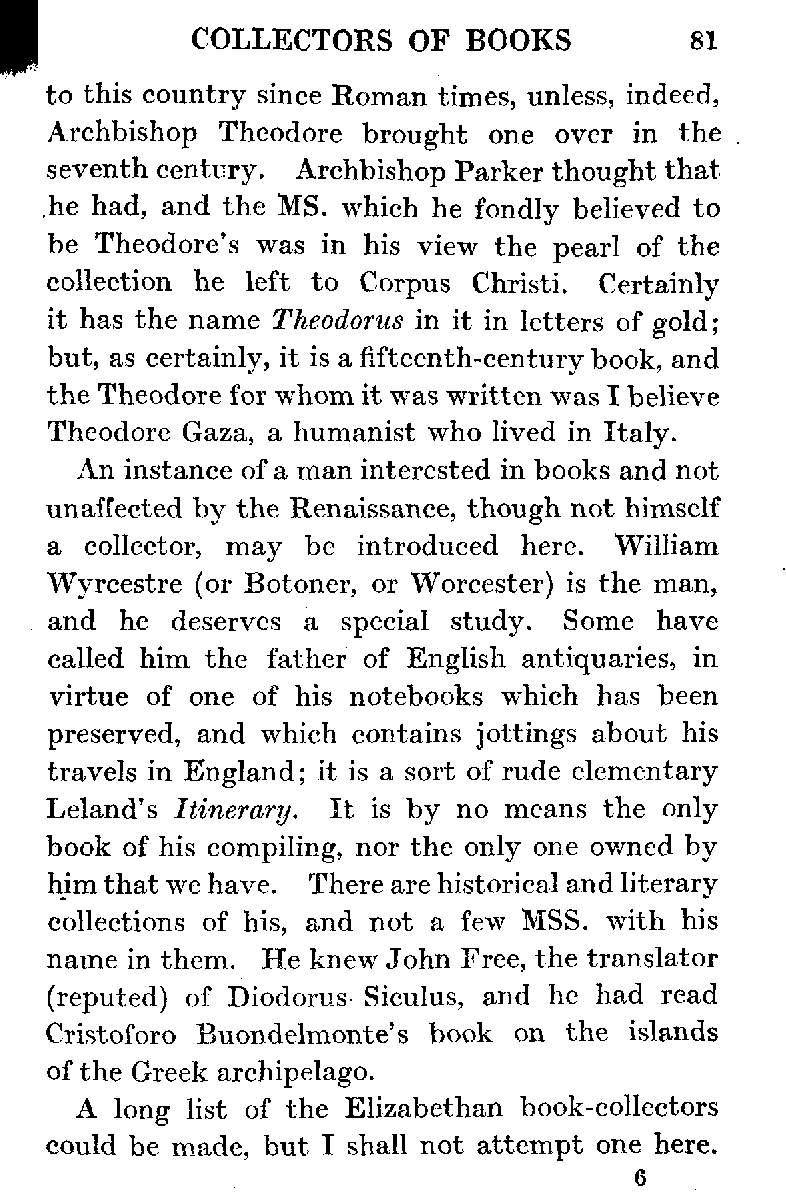 COLLECTORS OF BOOKS 81
to this country since Roman times, unless, indeed,
Archbishop Theodore brought one over in the
seventh century. Archbishop Parker thought that
he had, and the MS. which he fondly believed to
be Theodore's was in his view the pearl of the
collection he left to Corpus Christi. Certainly
it has the name Theodorus in it in letters of gold;
but, as certainly, it is a fifteenth-century book, and
the Theodore for whom it was written was I believe
Theodore Gaza, a humanist who lived in Italy.
An instance of a man interested in books and not
unaffected by the Renaissance, though not himself
a collector, may be introduced here. William
Wyrcestre (or Botoner, or Worcester) is the man,
and he deserves a special study. Some have
called him the father of English antiquaries, in
virtue of one of his notebooks which has been
preserved, and which contains jottings about his
travels in England; it is a sort of rude elementary
Leland's Itinerary. It is by no means the only
book of his compiling, nor the only one owned by
him that we have. There are historical and literary
collections of his, and not a few MSS. with his
name in them. He knew John Free, the translator
(reputed) of Diodorus Siculus, and he had read
Cristoforo Buondelmonte's book on the islands
of the Greek archipelago.
A long list of the Elizabethan book-collectors
could be made, but I shall not attempt one here.
6